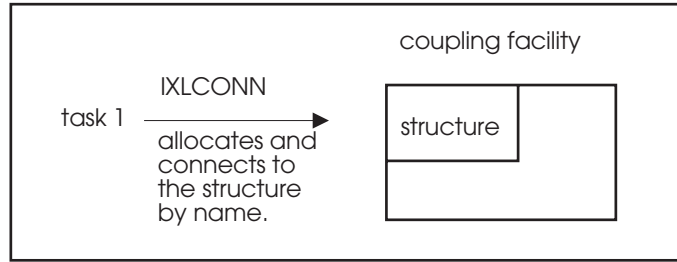 coupling facility
IXLCONN
task 1
allocates and
connects to
the structure
by name.
structure